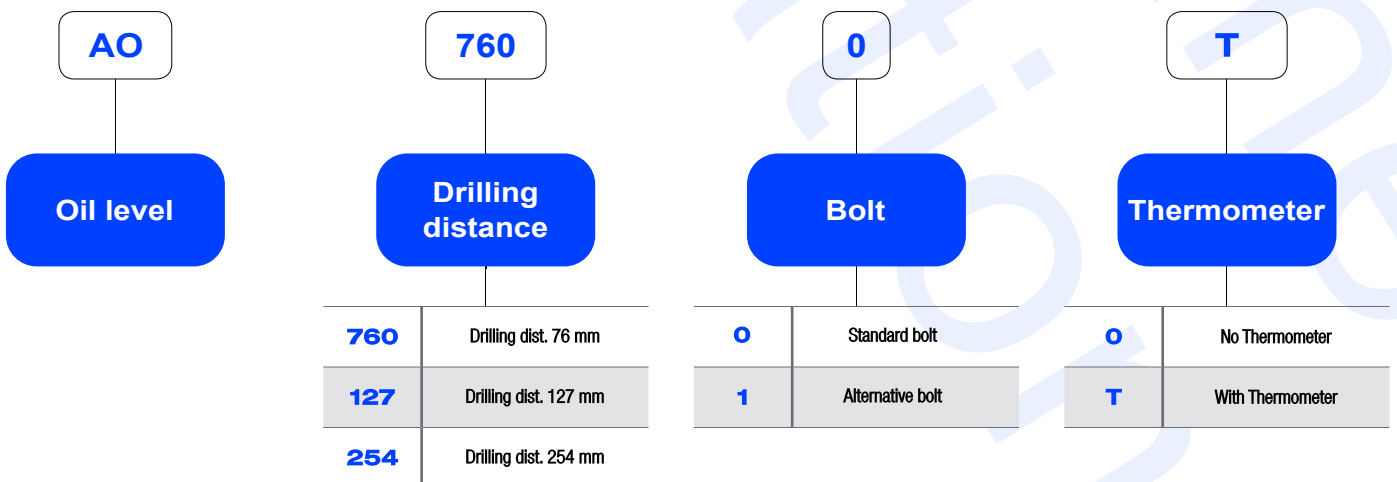 AO 760 0 T
Oil level
Drilling
distance
Bolt
Thermometer
760 Drilling dist. 76 mm
127 Drilling dist. 127 mm
254 Drilling dist. 254 mm
0 Standard bolt
1 Alternative bolt
0 No Thermometer
T With Thermometer